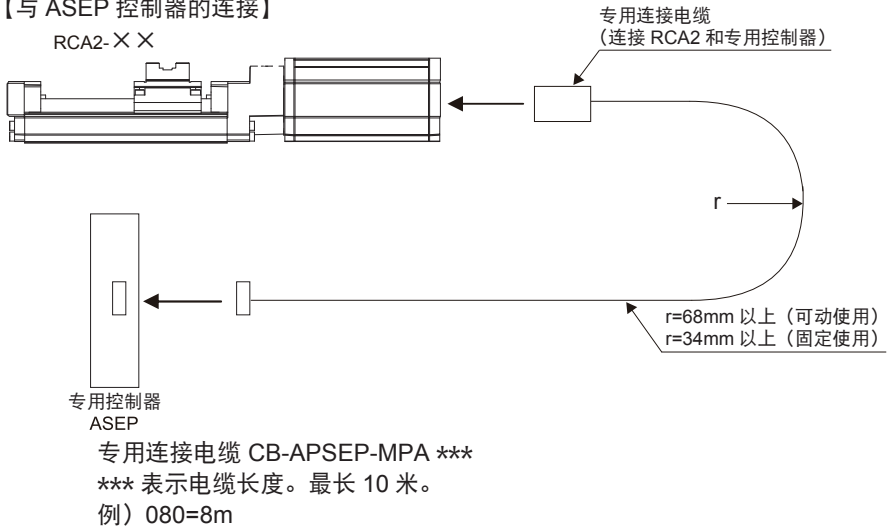 【与 ASEP 控制器的连接】
RCA2-××
专用连接电缆
（连接 RCA2 和专用控制器）
r
r=68mm 以上（可动使用）
r=34mm 以上（固定使用）
专用控制器
ASEP
专用连接电缆 CB-APSEP-MPA ***
*** 表示电缆长度。最长 10 米。
例）080=8m